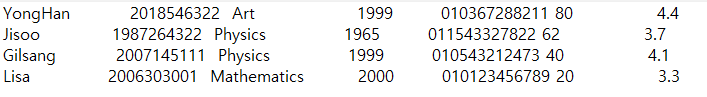 YongHan 2018546322 Art 1999 010367288211 80 4.4
Jisoo 1987264322 Physics 1965 011543327822 62 3.7
Gilsang 2007145111 Physics 1999 010543212473 40 4.1
Lisa 2006303001 Mathematics 2000 010123456789 20 3.3